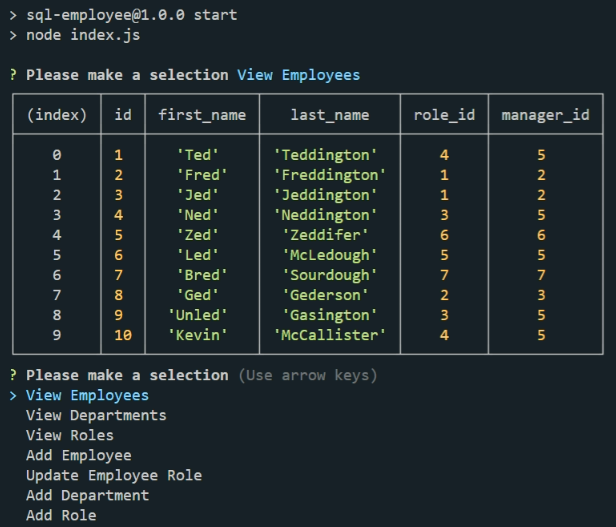 > sql-employee@1.0.0 start
> node index.js
? Please make a selection View Employees
(index) id first_name last_name role_id manager_id
0 1 'Ted' 'Teddington' 4 5
1 2 'Fred' 'Freddington' 1 2
2 3 'Jed' 'Jeddington' 1 2
3 4 'Ned' 'Neddington' 3 5
4 5 'Zed' 'Zeddifer' 6 6
5 6 'Led' 'McLedough' 5 5
6 7 'Bred' 'Sourdough' 7 7
7 8 'Ged' 'Gederson' 2 3
8 9 'Unled' 'Gasington' 3 5
9 10 'Kevin' 'McCallister' 4 5
? Please make a selection (Use arrow keys)
> View Employees
View Departments
View Roles
Add Employee
Update Employee Role
Add Department
Add Role